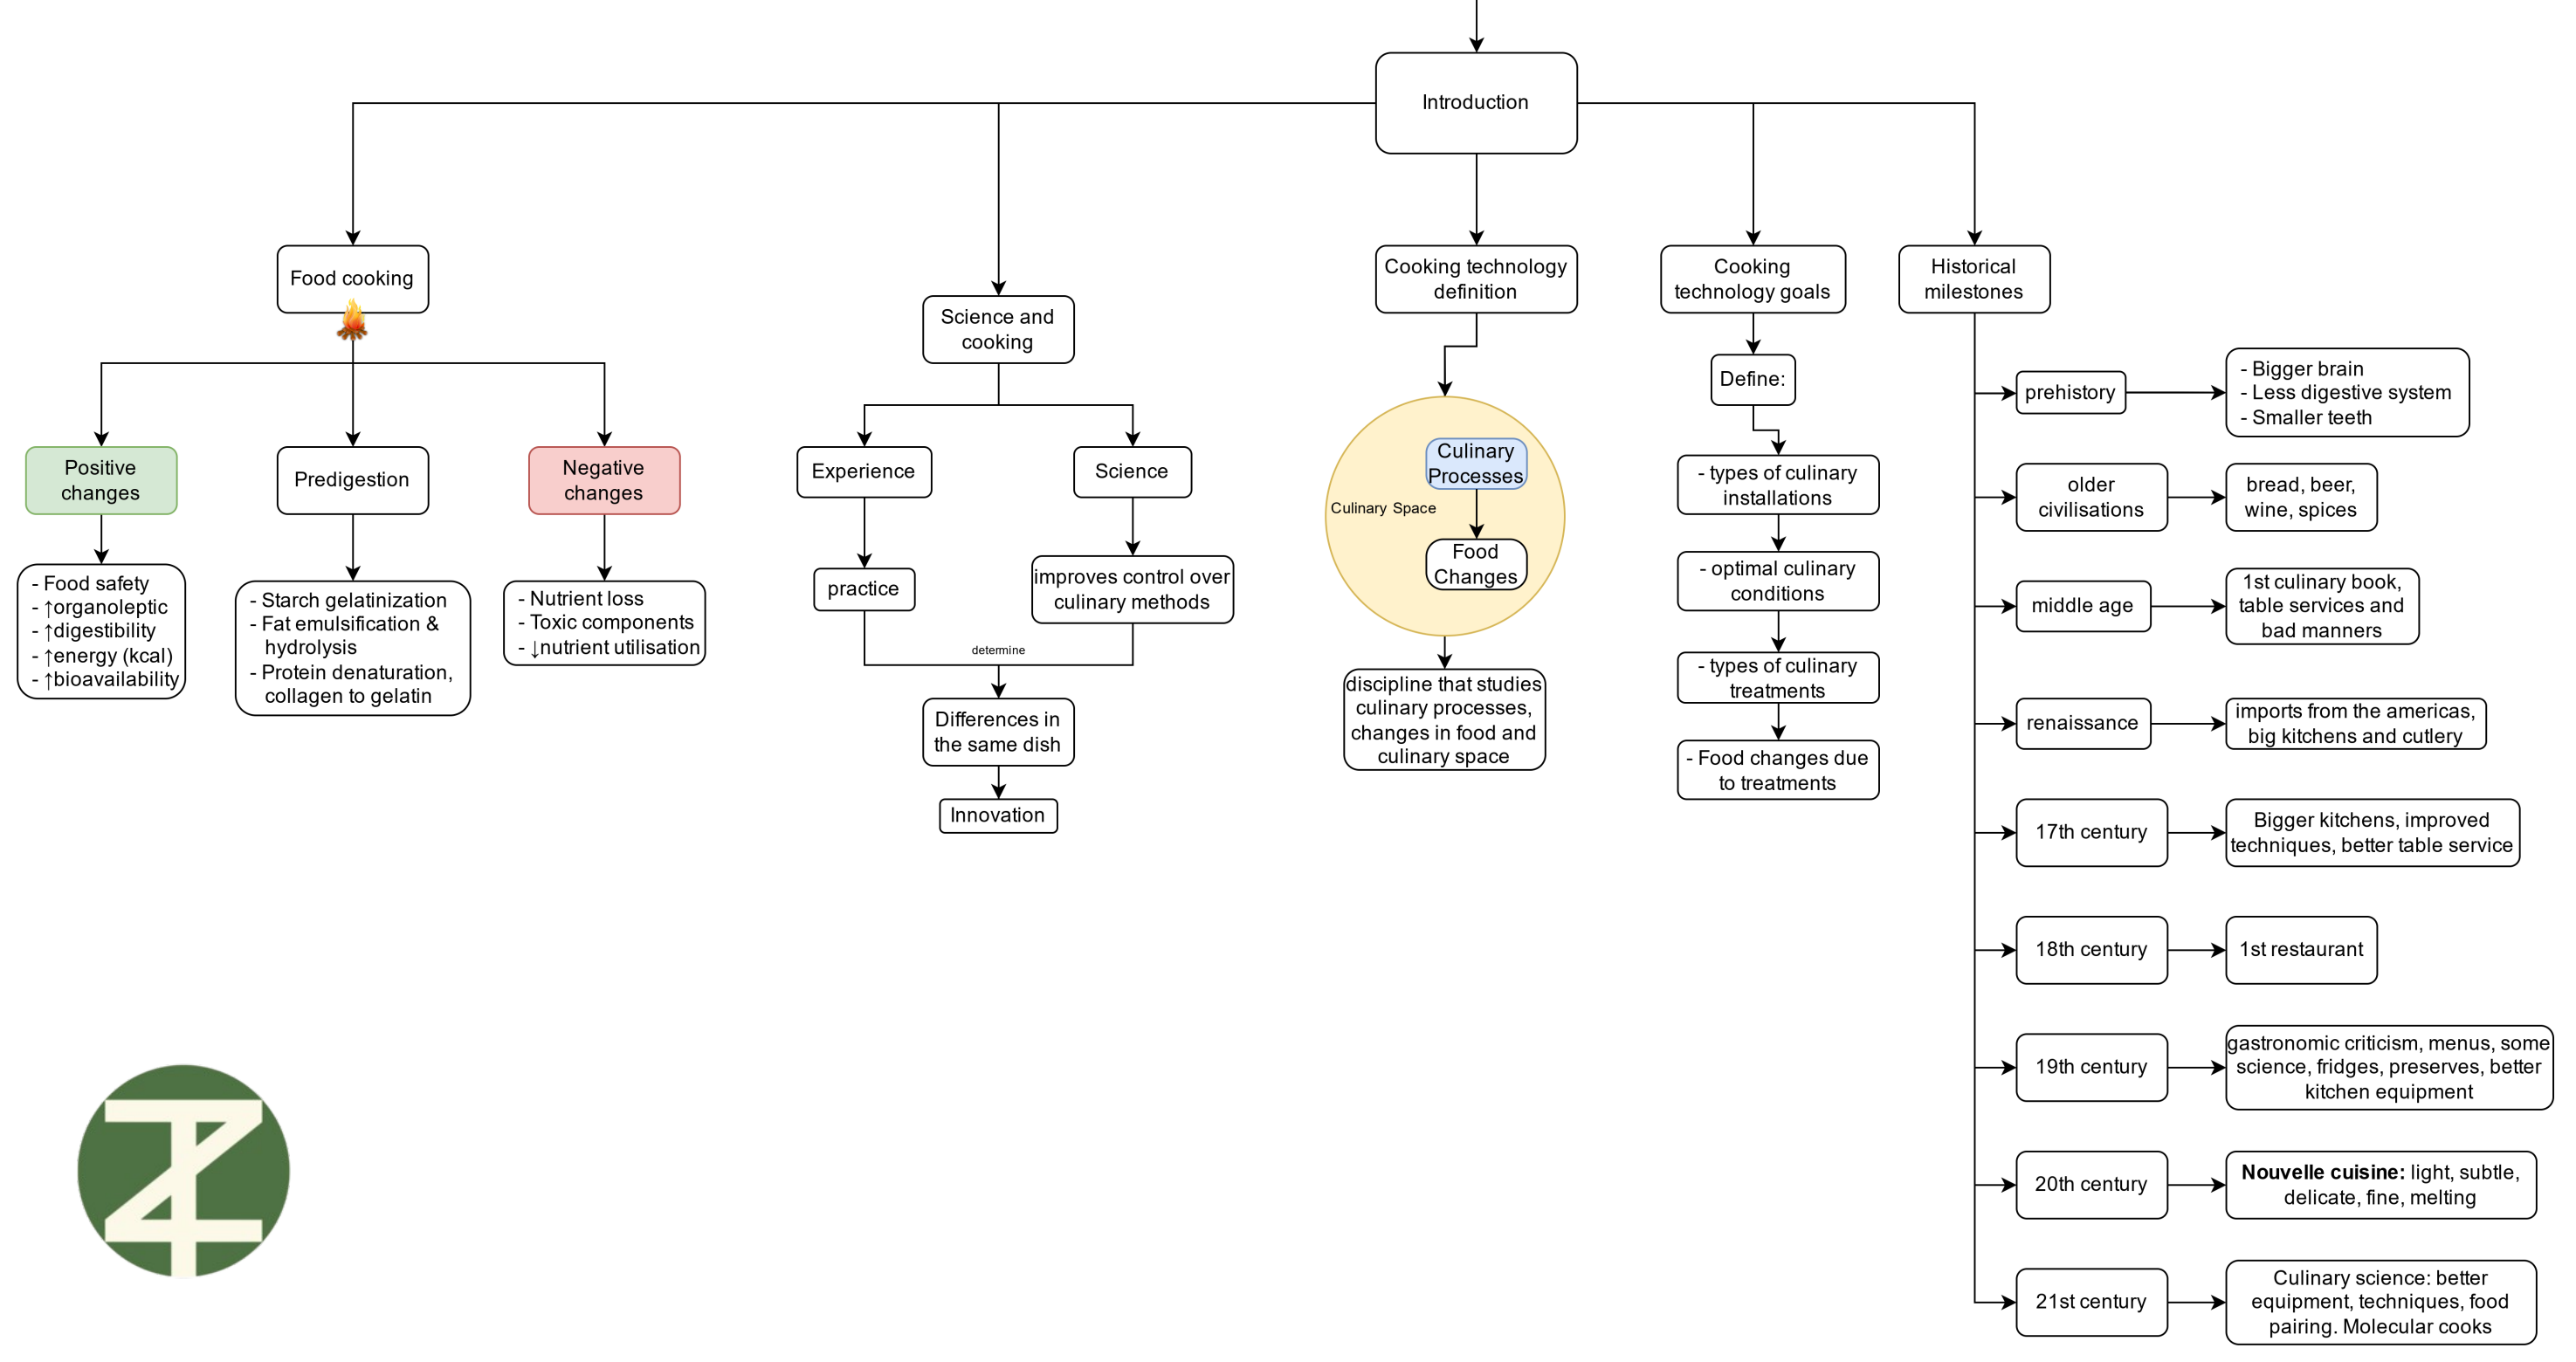 Introduction
Food cooking
Positive
changes
- Food safety
- ↑organoleptic
- ↑digestibility
- ↑energy (kcal)
- ↑bioavailability
Predigestion
- Starch gelatinization
- Fat emulsification &
hydrolysis
- Protein denaturation,
collagen to gelatin
Negative
changes
- Nutrient loss
- Toxic components
- ↓nutrient utilisation
Science and
cooking
Experience
practice
Science
improves control over
culinary methods
determine
Differences in
the same dish
Innovation
Cooking technology
definition
Culinary Space
Culinary
Processes
Food
Changes
discipline that studies
culinary processes,
changes in food and
culinary space
Cooking
technology goals
Define:
- types of culinary
installations
- optimal culinary
conditions
- types of culinary
treatments
- Food changes due
to treatments
Historical
milestones
prehistory
- Bigger brain
- Less digestive system
- Smaller teeth
older
civilisations
bread, beer,
wine, spices
middle age
1st culinary book,
table services and
bad manners
renaissance
imports from the americas,
big kitchens and cutlery
17th century
Bigger kitchens, improved
techniques, better table service
18th century
1st restaurant
19th century
gastronomic criticism, menus, some
science, fridges, preserves, better
kitchen equipment
20th century
Nouvelle cuisine: light, subtle,
delicate, fine, melting
21st century
Culinary science: better
equipment, techniques, food
pairing. Molecular cooks